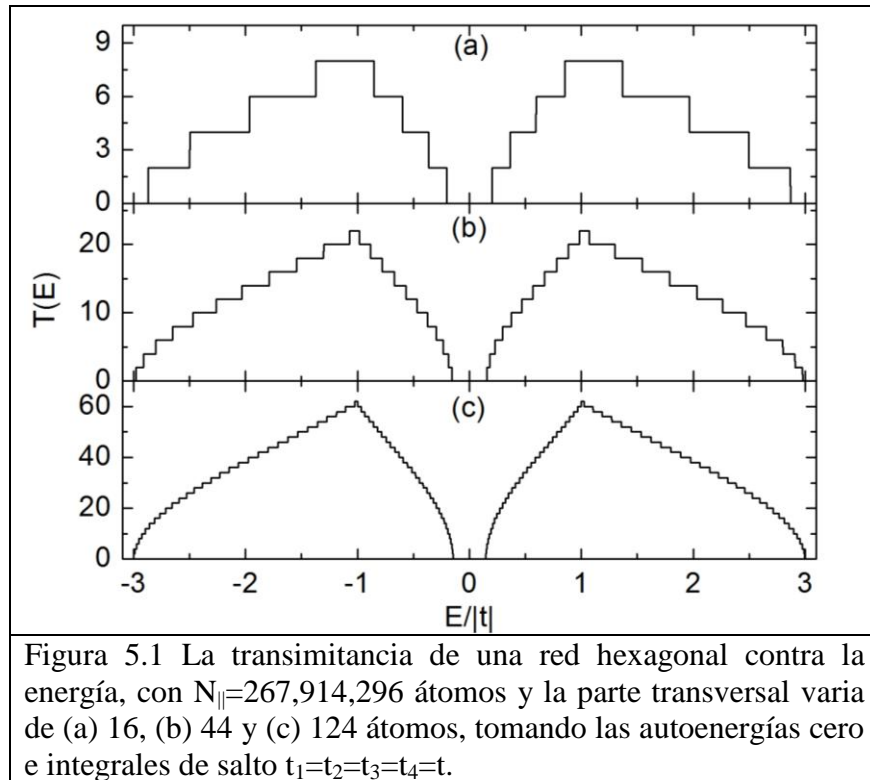 9
(a)
6
3
0
20
(b)
10
0
60
(c)
40
20
0
T(E)
-3 -2 -1 0 1 2 3
E/|t|
Figura 5.1 La transimitancia de una red hexagonal contra la
energía, con N||=267,914,296 átomos y la parte transversal varia
de (a) 16, (b) 44 y (c) 124 átomos, tomando las autoenergías cero
e integrales de salto t1=t2=t3=t4=t.